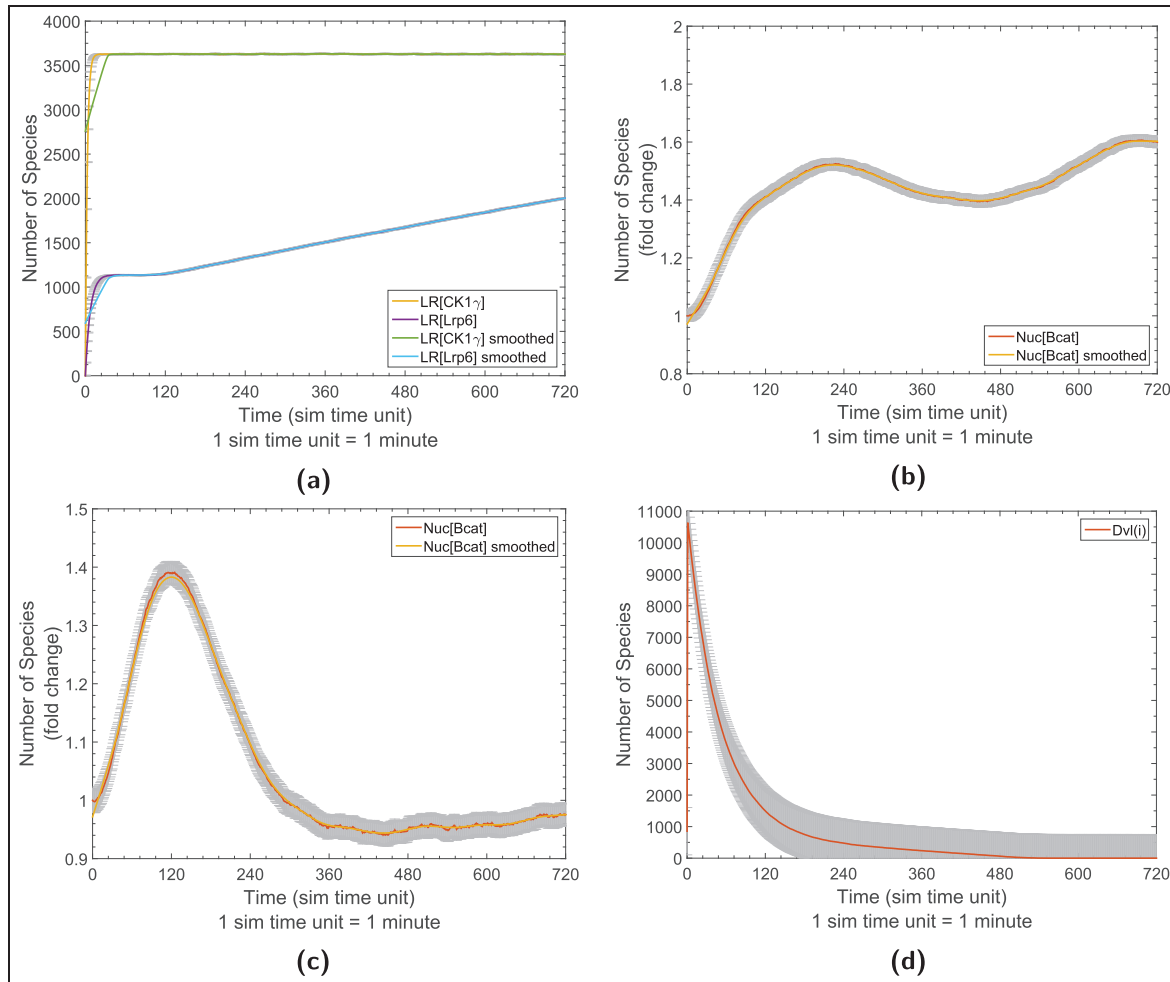 4000
3500
3000
2500
2000
1500
1000
500
0
Number of Species
LR[CK1γ]
LR[Lrp6]
LR[CK1γ] smoothed
LR[Lrp6] smoothed
0 120 240 360 480 600 720
Time (sim time unit)
1 sim time unit = 1 minute
(a)
2
1.8
1.6
1.4
1.2
1
0.8
Number of Species
(fold change)
Nuc[Bcat]
Nuc[Bcat] smoothed
0 120 240 360 480 600 720
Time (sim time unit)
1 sim time unit = 1 minute
(b)
1.5
1.4
1.3
1.2
1.1
1
0.9
Number of Species
(fold change)
Nuc[Bcat]
Nuc[Bcat] smoothed
0 120 240 360 480 600 720
Time (sim time unit)
1 sim time unit = 1 minute
(c)
11000
10000
9000
8000
7000
6000
5000
4000
3000
2000
1000
0
Number of Species
Dvl(i)
0 120 240 360 480 600 720
Time (sim time unit)
1 sim time unit = 1 minute
(d)